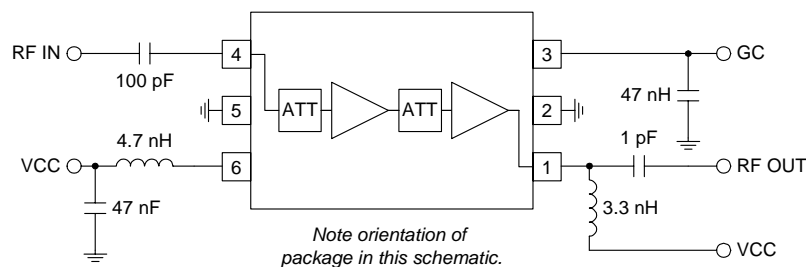 RF IN
100 pF
4
3
GC
47 nH
5
ATT
ATT
2
4.7 nH
1 pF
VCC
6
1
RF OUT
47 nF
3.3 nH
Note orientation of
package in this schematic.
VCC